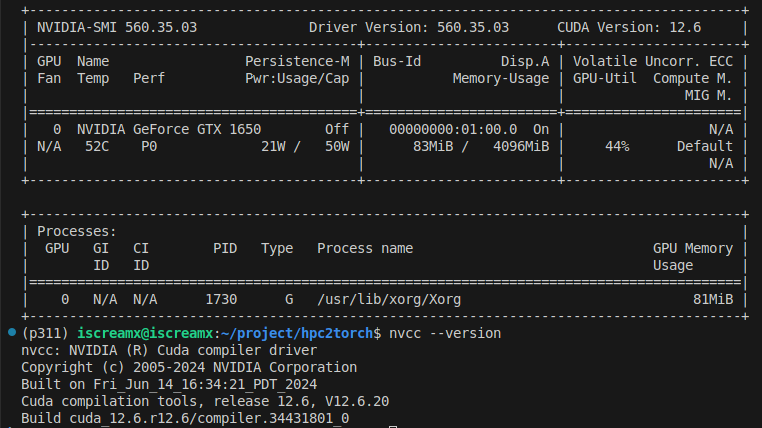 +-----------------------------------------------------------------------------------------+
| NVIDIA-SMI 560.35.03              Driver Version: 560.35.03      CUDA Version: 12.6     |
|-----------------------------------------+------------------------+----------------------+
| GPU  Name                 Persistence-M | Bus-Id          Disp.A | Volatile Uncorr. ECC |
| Fan  Temp   Perf          Pwr:Usage/Cap |           Memory-Usage | GPU-Util  Compute M. |
|                                         |                        |               MIG M. |
|=========================================+========================+======================|
|   0  NVIDIA GeForce GTX 1650        Off |   00000000:01:00.0  On |                  N/A |
| N/A   52C    P0             21W /   50W |      83MiB /   4096MiB |     44%      Default |
|                                         |                        |                  N/A |
+-----------------------------------------+------------------------+----------------------+
+-----------------------------------------------------------------------------------------+
| Processes:                                                                              |
|  GPU   GI   CI        PID   Type   Process name                              GPU Memory |
|        ID   ID                                                               Usage      |
|=========================================================================================|
|    0   N/A  N/A      1730      G   /usr/lib/xorg/Xorg                             81MiB |
+-----------------------------------------------------------------------------------------+
(p311) iscreamx@iscreamx:~/project/hpc2torch$ nvcc --version
nvcc: NVIDIA (R) Cuda compiler driver
Copyright (c) 2005-2024 NVIDIA Corporation
Built on Fri_Jun_14_16:34:21_PDT_2024
Cuda compilation tools, release 12.6, V12.6.20
Build cuda_12.6.r12.6/compiler.34431801_0